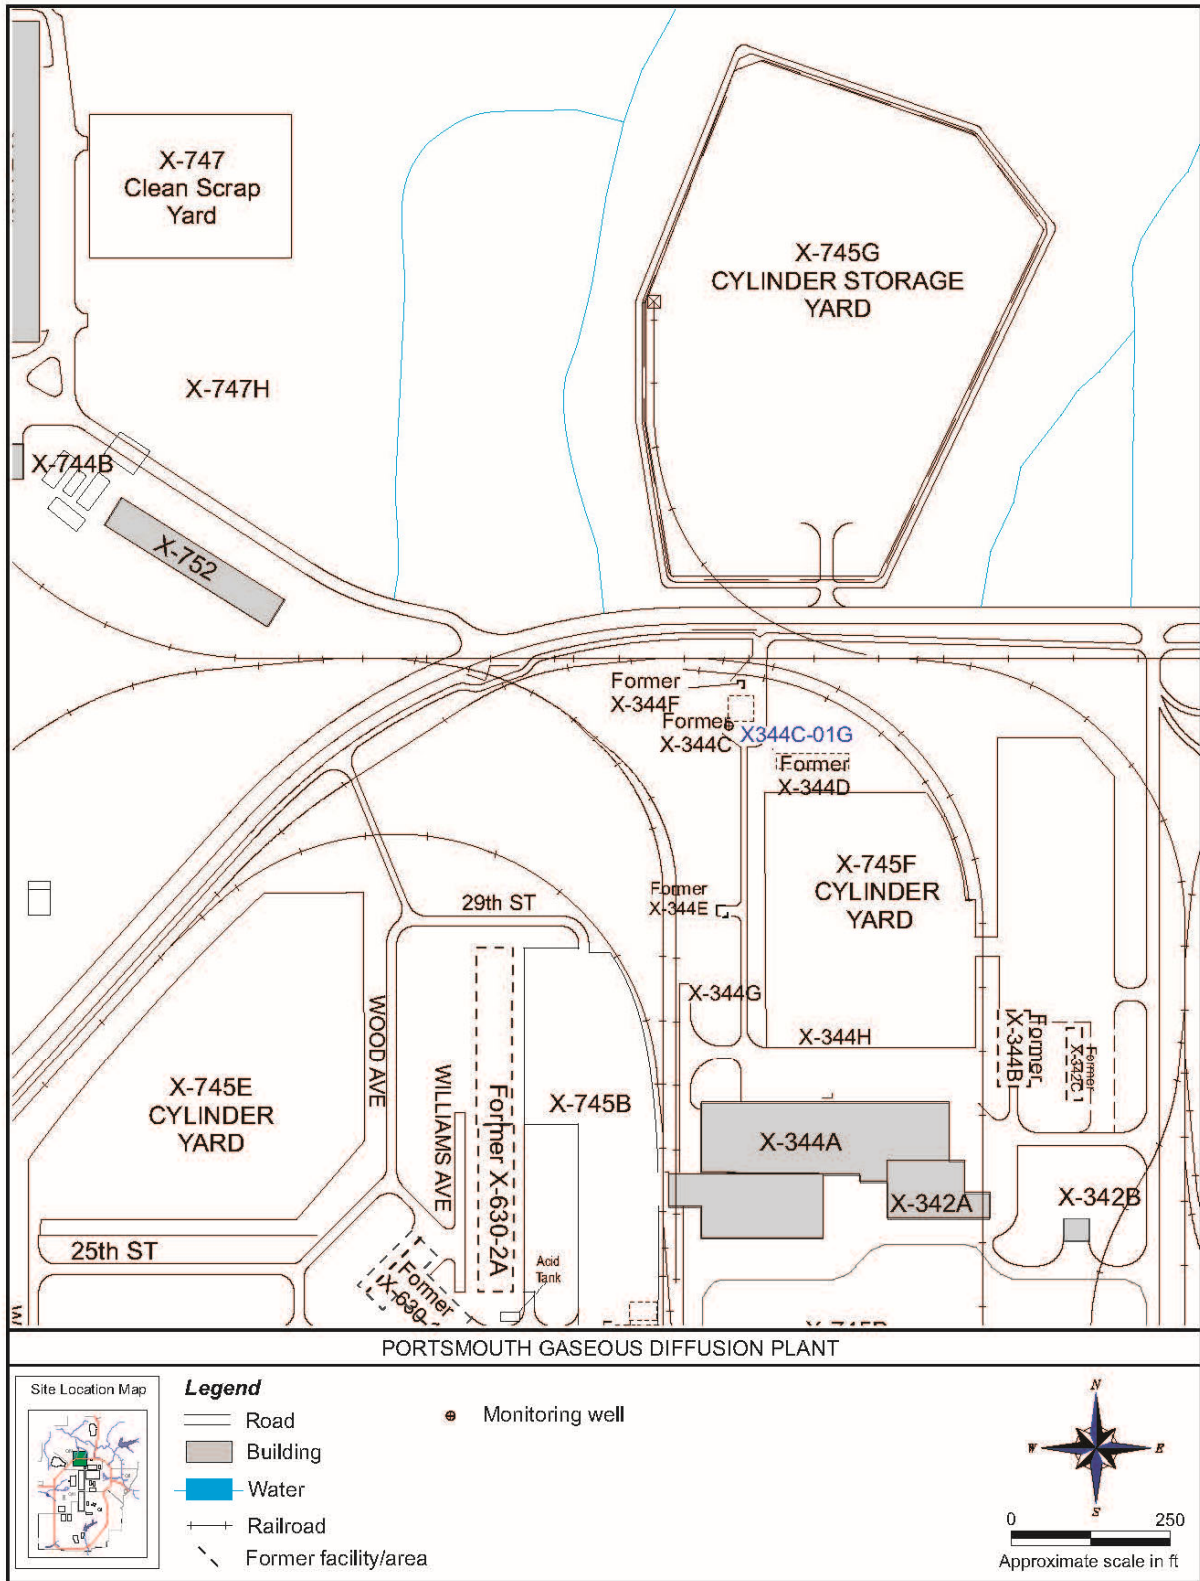 X-747
Clean Scrap
Yard
X-745G
CYLINDER STORAGE
YARD
X-747H
X-744B
X-752
Former
X-344F
Former
X-344C
X344C-01G
Former
X-344D
X-745F
CYLINDER
YARD
Former
X-344E
29th ST
X-344G
X-344H
Former
X-344B
Former
X-342C
WOOD AVE
WILLIAMS AVE
Former X-630-2A
X-745B
X-745E
CYLINDER
YARD
X-344A
X-342A
X-342B
25th ST
Former
X-630-
Acid
Tank
W
PORTSMOUTH GASEOUS DIFFUSION PLANT
Site Location Map
Legend
Road
Building
Water
Railroad
Former facility/area
Monitoring well
N
W
E
S
0
250
Approximate scale in ft